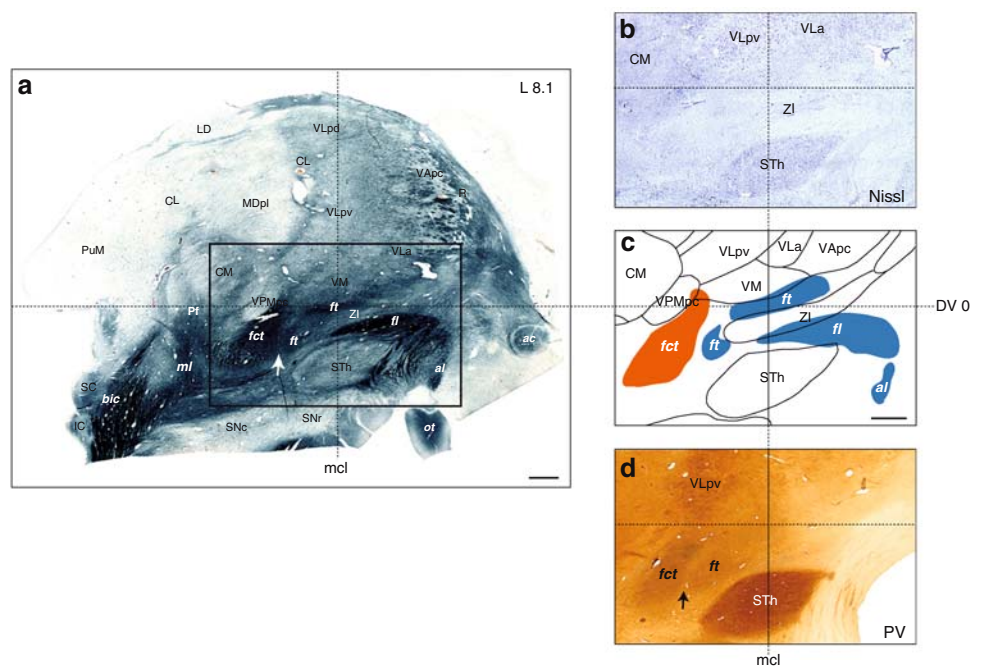 a
L 8.1
LD
VLpd
CL
VApc
R
CL
MDpl
VLpv
PuM
VLa
CM
VM
VPMpc
ft
Pf
ZI
fl
fct
ft
ac
ml
STh
al
SC
bic
IC
SNc
SNr
ot
mcl
b
VLpv
VLa
CM
ZI
STh
Nissl
c
VLpv
VLa
VApc
CM
VM
VPMpc
ft
DV 0
ZI
fl
fct
ft
STh
al
d
VLpv
fct
ft
STh
PV
mcl